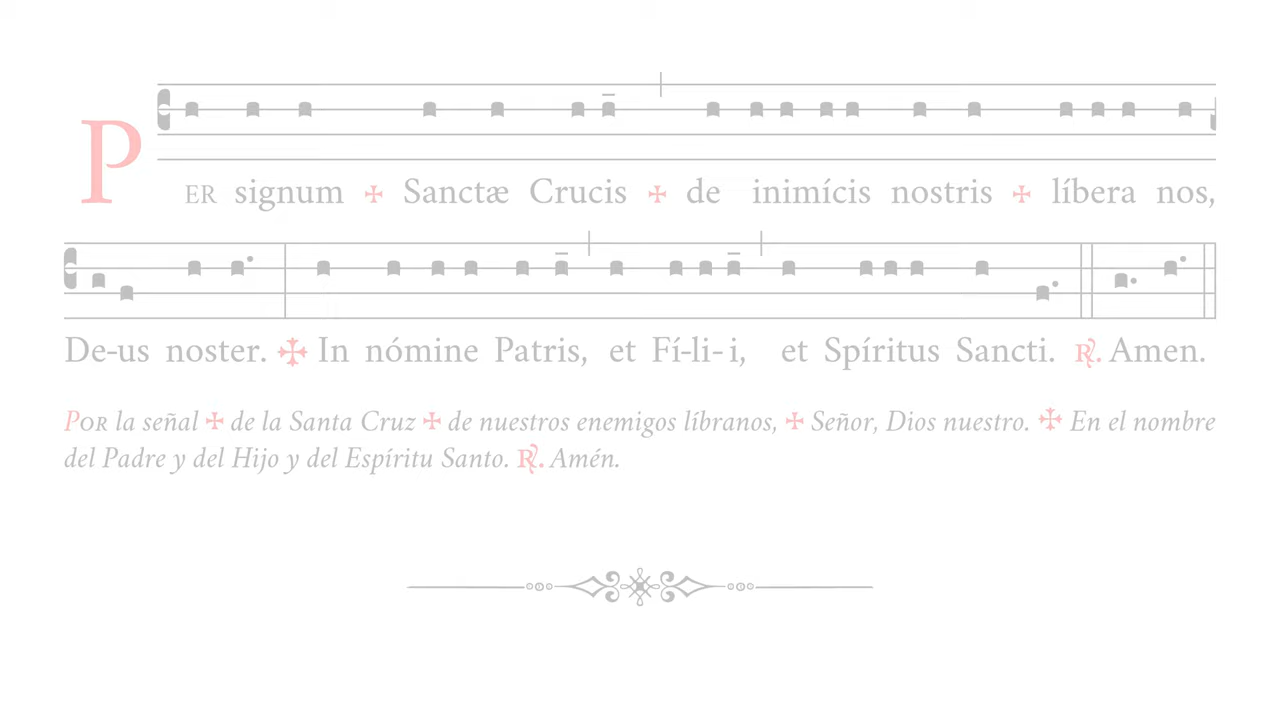 PER signum ✠ Sanctæ Crucis ✠ de inimícis nostris ✠ líbera nos,
De-us noster. ✠ In nómine Patris, et Fí-li-i, et Spíritus Sancti. ℟. Amen.
POR la señal ✠ de la Santa Cruz ✠ de nuestros enemigos líbranos, ✠ Señor, Dios nuestro. ✠ En el nombre
del Padre y del Hijo y del Espíritu Santo. ℟. Amén.